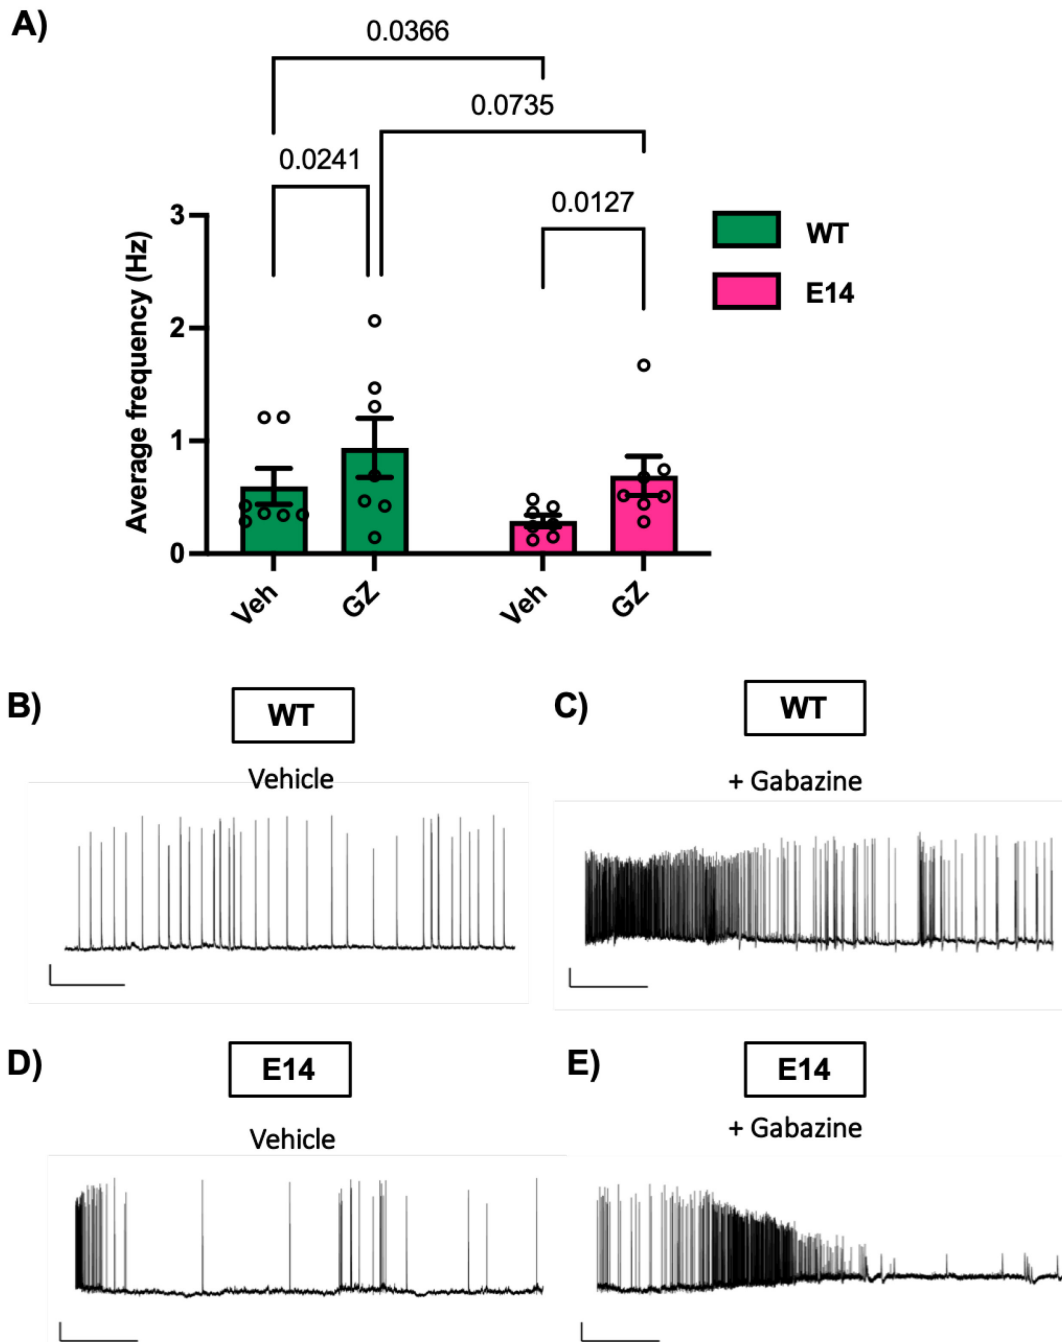 A)
0.0366
0.0735
0.0241
0.0127
3
2
1
0
Average frequency (Hz)
WT
E14
Veh
GZ
Veh
GZ
B)
WT
Vehicle
C)
WT
+ Gabazine
D)
E14
Vehicle
E)
E14
+ Gabazine